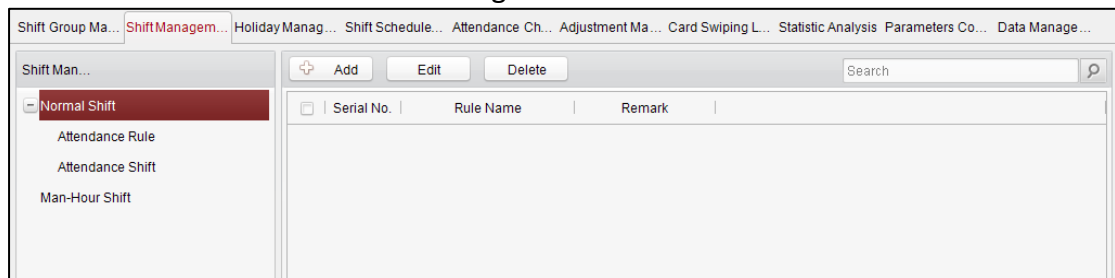 Shift Group Ma... Shift Managem... Holiday Manag... Shift Schedule... Attendance Ch... Adjustment Ma... Card Swiping L... Statistic Analysis Parameters Co... Data Manage...
Shift Man...
Add Edit Delete Search
Normal Shift
Serial No. Rule Name Remark
Attendance Rule
Attendance Shift
Man-Hour Shift